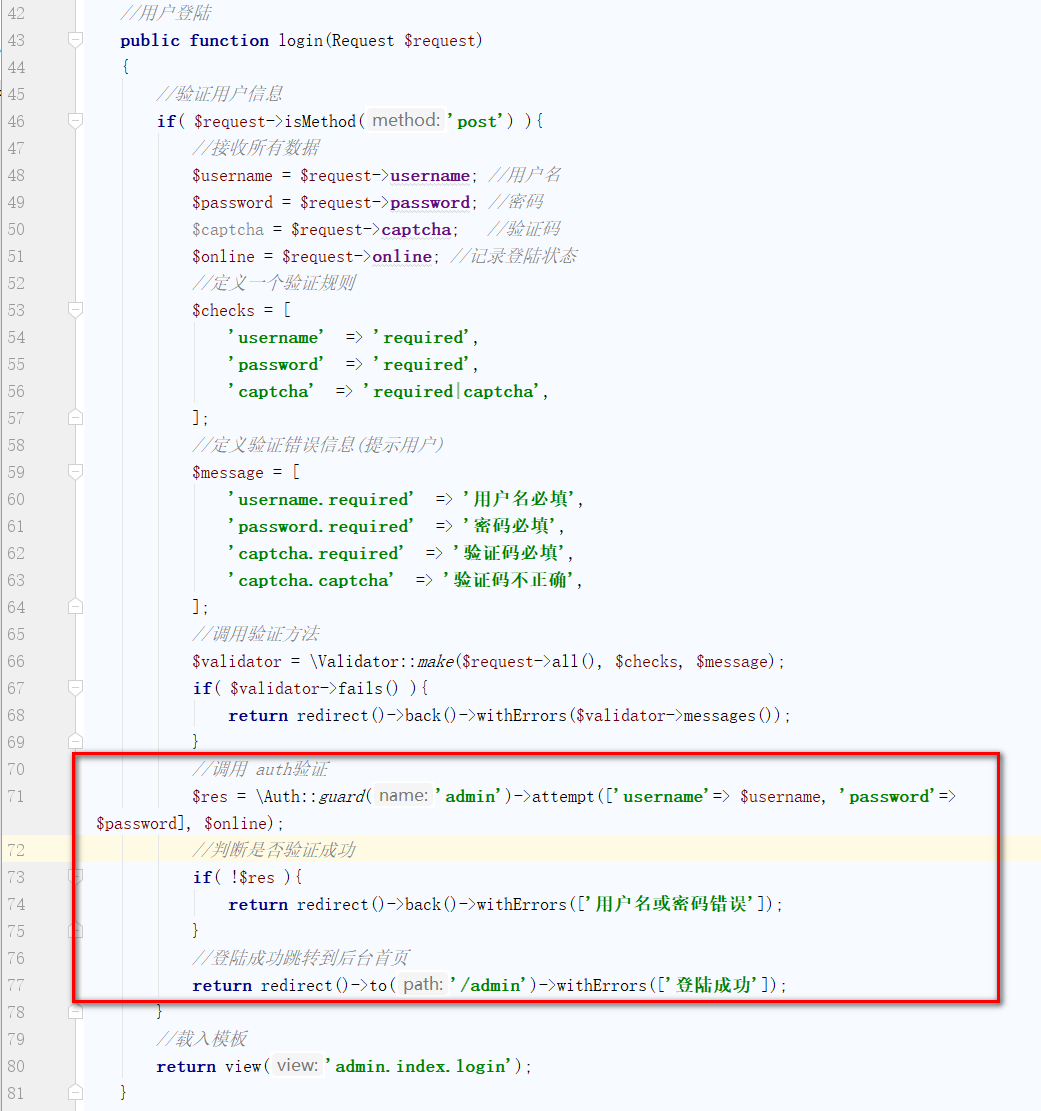 42 //用户登陆
43 public function login(Request $request)
44 {
45 //验证用户信息
46 if( $request->isMethod( method: 'post') ){
47 //接收所有数据
48 $username = $request->username; //用户名
49 $password = $request->password; //密码
50 $captcha = $request->captcha; //验证码
51 $online = $request->online; //记录登陆状态
52 //定义一个验证规则
53 $checks = [
54 'username' => 'required',
55 'password' => 'required',
56 'captcha' => 'required|captcha',
57 ];
58 //定义验证错误信息(提示用户)
59 $message = [
60 'username.required' => '用户名必填',
61 'password.required' => '密码必填',
62 'captcha.required' => '验证码必填',
63 'captcha.captcha' => '验证码不正确',
64 ];
65 //调用验证方法
66 $validator = \Validator::make($request->all(), $checks, $message);
67 if( $validator->fails() ){
68 return redirect()->back()->withErrors($validator->messages());
69 }
70 //调用 auth验证
71 $res = \Auth::guard( name: 'admin')->attempt(['username'=> $username, 'password'=>
$password], $online);
72 //判断是否验证成功
73 if( !$res ){
74 return redirect()->back()->withErrors(['用户名或密码错误']);
75 }
76 //登陆成功跳转到后台首页
77 return redirect()->to( path: '/admin')->withErrors(['登陆成功']);
78 }
79 //载入模板
80 return view( view: 'admin.index.login');
81 }